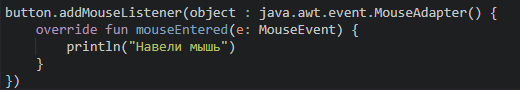 button.addMouseListener(object : java.awt.event.MouseAdapter() {
    override fun mouseEntered(e: MouseEvent) {
        println("Навели мышь")
    }
})